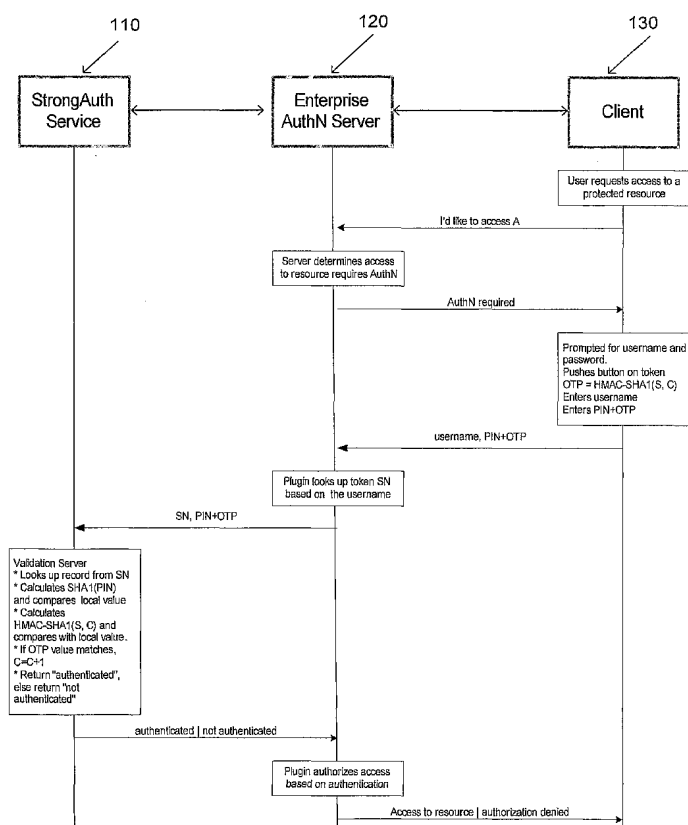 110
120
130
StrongAuth
Service
Enterprise
AuthN Server
Client
User requests access to a
protected resource
I'd like to access A
Server determines access
to resource requires AuthN
AuthN required
Prompted for username and
password.
Pushes button on token
OTP = HMAC-SHA1(S, C)
Enters username
Enters PIN+OTP
username, PIN+OTP
Plugin looks up token SN
based on the username
SN, PIN+OTP
Validation Server
* Looks up record from SN
* Calculates SHA1(PIN)
and compares local value
* Calculates
HMAC-SHA1(S, C) and
compares with local value.
* If OTP value matches,
C=C+1
* Return "authenticated",
else return "not
authenticated"
authenticated | not authenticated
Plugin authorizes access
based on authentication
Access to resource | authorization denied